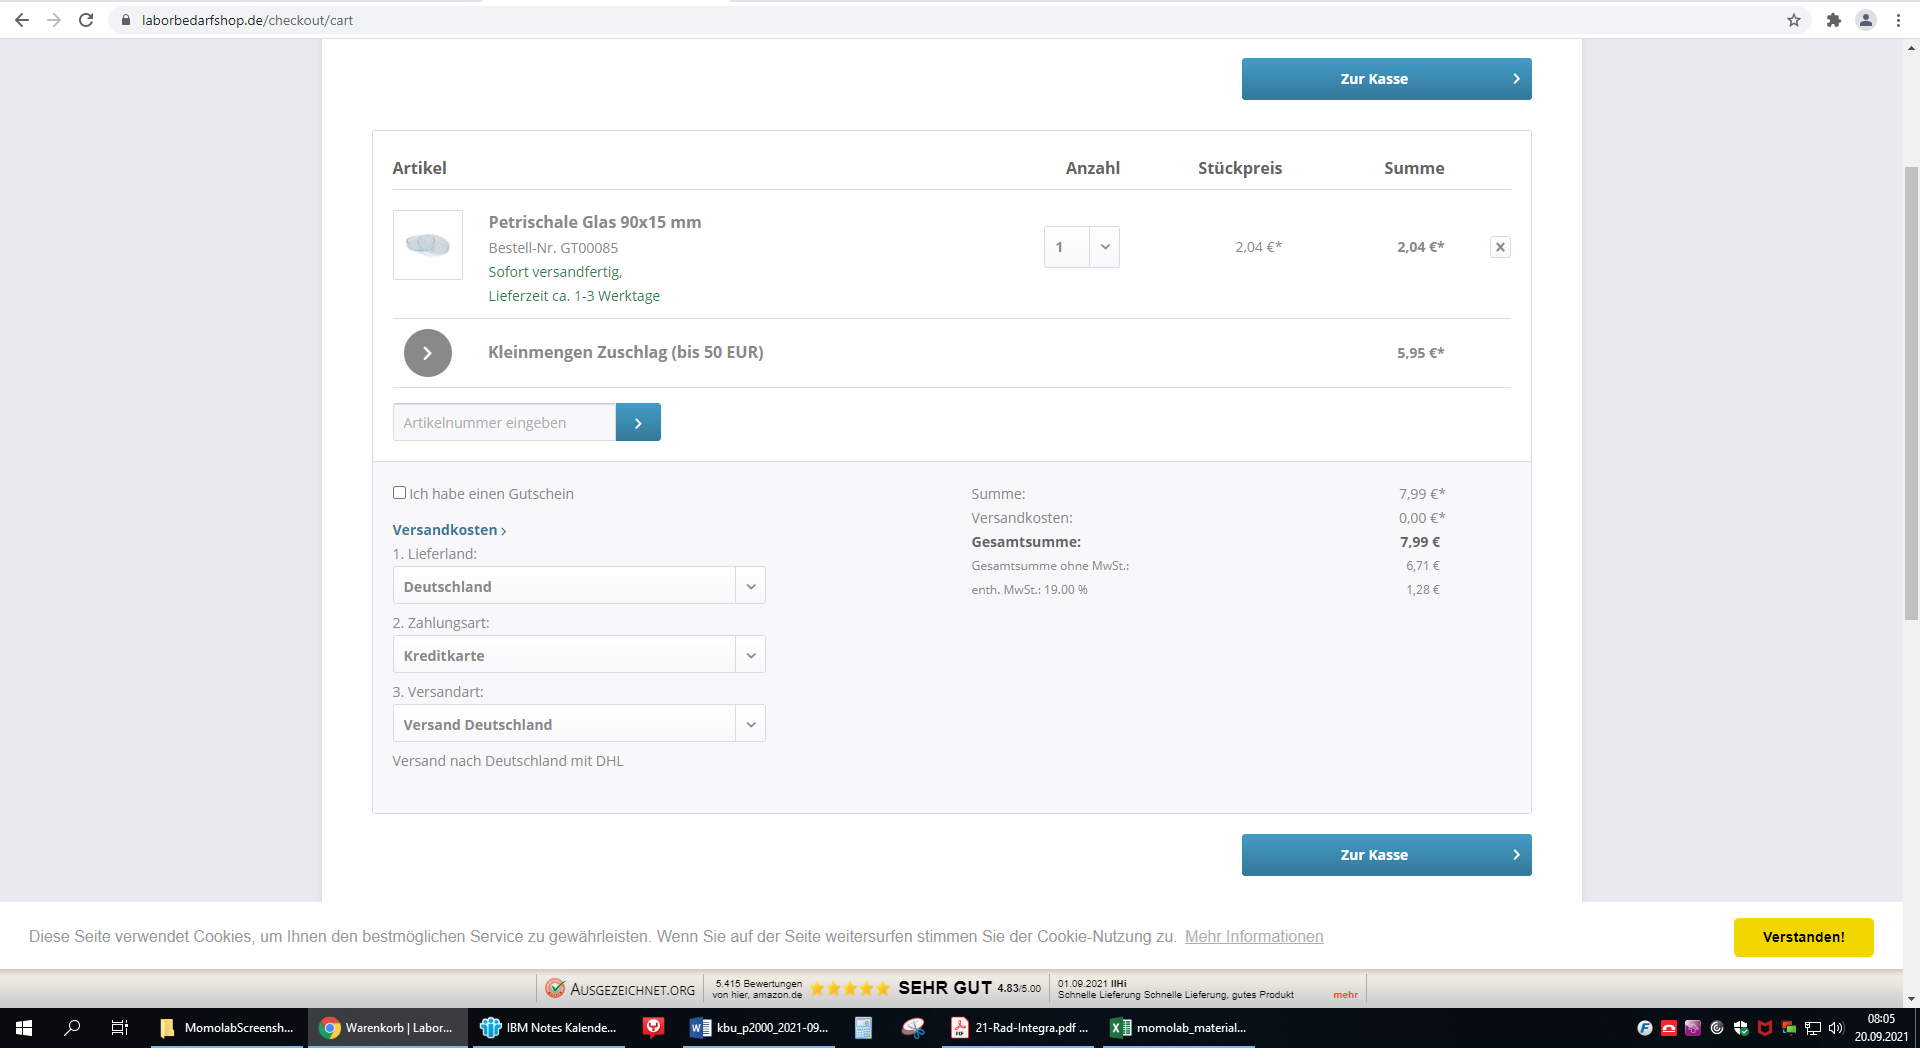 laborbedarfshop.de/checkout/cart
Zur Kasse
Artikel Anzahl Stückpreis Summe
Petrischale Glas 90x15 mm
Bestell-Nr. GT00085
1 2,04 €* 2,04 €*
Sofort versandfertig,
Lieferzeit ca. 1-3 Werktage
Kleinmengen Zuschlag (bis 50 EUR) 5,95 €*
Artikelnummer eingeben
Ich habe einen Gutschein
Versandkosten
1. Lieferland:
Deutschland
2. Zahlungsart:
Kreditkarte
3. Versandart:
Versand Deutschland
Versand nach Deutschland mit DHL
Summe: 7,99 €*
Versandkosten: 0,00 €*
Gesamtsumme: 7,99 €
Gesamtsumme ohne MwSt.: 6,71 €
enth. MwSt.: 19.00 % 1,28 €
Zur Kasse
Diese Seite verwendet Cookies, um Ihnen den bestmöglichen Service zu gewährleisten. Wenn Sie auf der Seite weitersurfen stimmen Sie der Cookie-Nutzung zu. Mehr Informationen
Verstanden!
AUSGEZEICHNET.ORG
5.415 Bewertungen
von hier, amazon.de
SEHR GUT 4.83/5.00
01.09.2021 IIHi
Schnelle Lieferung Schnelle Lieferung, gutes Produkt mehr
MomolabScreensh...
Warenkorb | Labor...
IBM Notes Kalende...
kbu_p2000_2021-09...
21-Rad-Integra.pdf ...
momolab_material...
08:05
20.09.2021